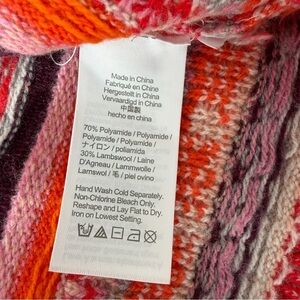 Made in China
Fabriqué en Chine
Hergestellt in China
Vervaardigd in China
中国製
hecho en china
70% Polyamide / Polyamide /
Polyamide / Polyamide
/ ナイロン / poliamida
30% Lambswool / Laine
D'Agneau / Lammwolle /
Lamswol / 毛 / piel ovino
Hand Wash Cold Separately.
Non-Chlorine Bleach Only.
Reshape and Lay Flat to Dry.
Iron on Lowest Setting.